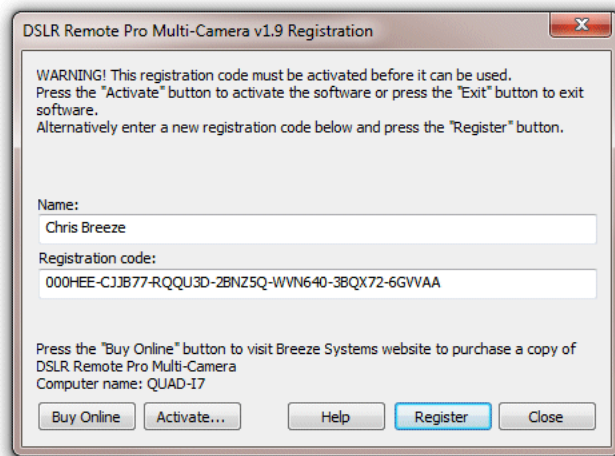 DSLR Remote Pro Multi-Camera v1.9 Registration
WARNING! This registration code must be activated before it can be used.
Press the "Activate" button to activate the software or press the "Exit" button to exit
software.
Alternatively enter a new registration code below and press the "Register" button.
Name:
Chris Breeze
Registration code:
000HEE-CJJB77-RQQU3D-2BNZ5Q-WVN640-3BQX72-6GVVAA
Press the "Buy Online" button to visit Breeze Systems website to purchase a copy of
DSLR Remote Pro Multi-Camera
Computer name: QUAD-I7
Buy Online Activate... Help Register Close